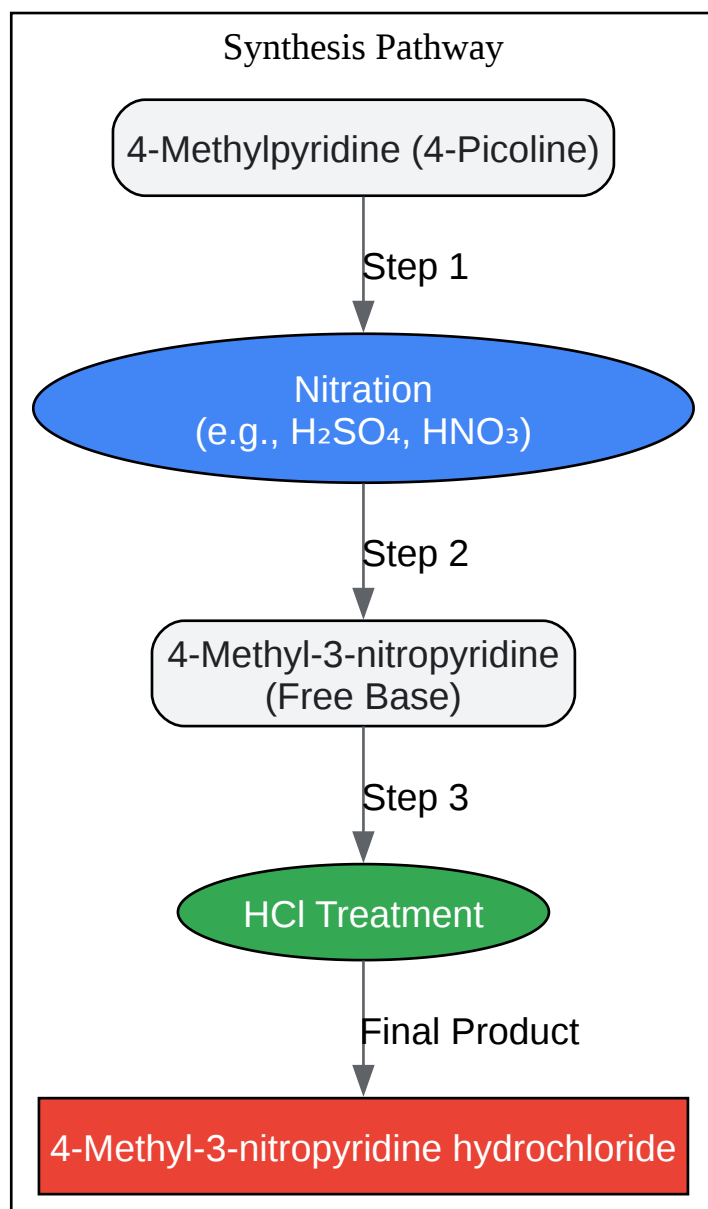 Synthesis Pathway
4-Methylpyridine (4-Picoline)
Step 1
Nitration
(e.g., H₂SO₄, HNO₃)
Step 2
4-Methyl-3-nitropyridine
(Free Base)
Step 3
HCl Treatment
Final Product
4-Methyl-3-nitropyridine hydrochloride